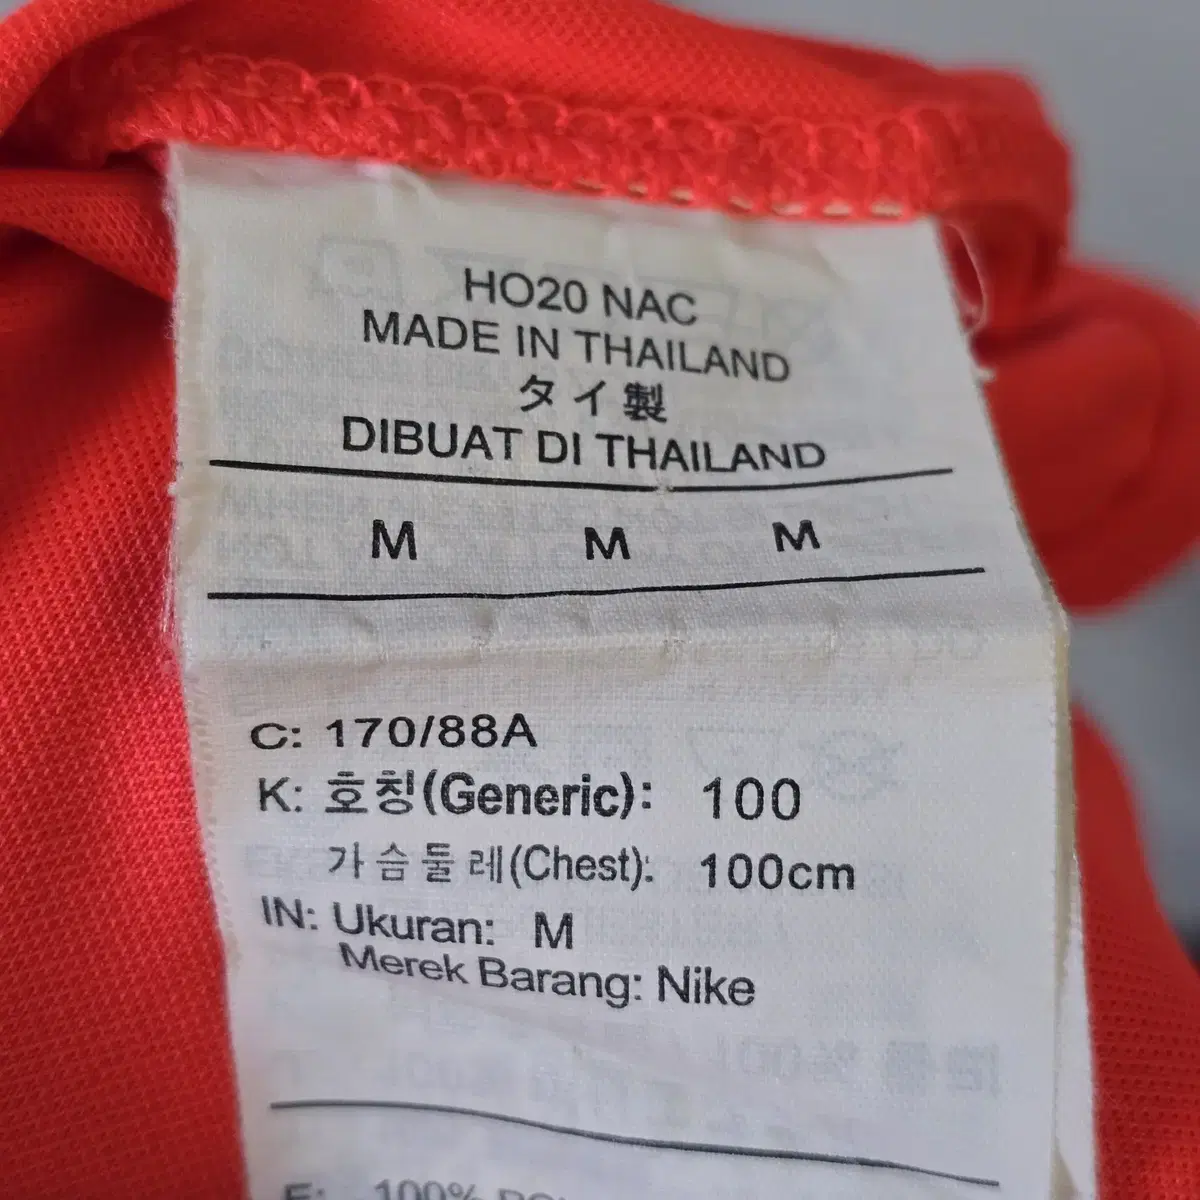 HO20 NAC
MADE IN THAILAND
タイ製
DIBUAT DI THAILAND
M M M
C: 170/88A
K: 호칭(Generic): 100
가슴둘레(Chest): 100cm
IN: Ukuran: M
Merek Barang: Nike
E: 100%